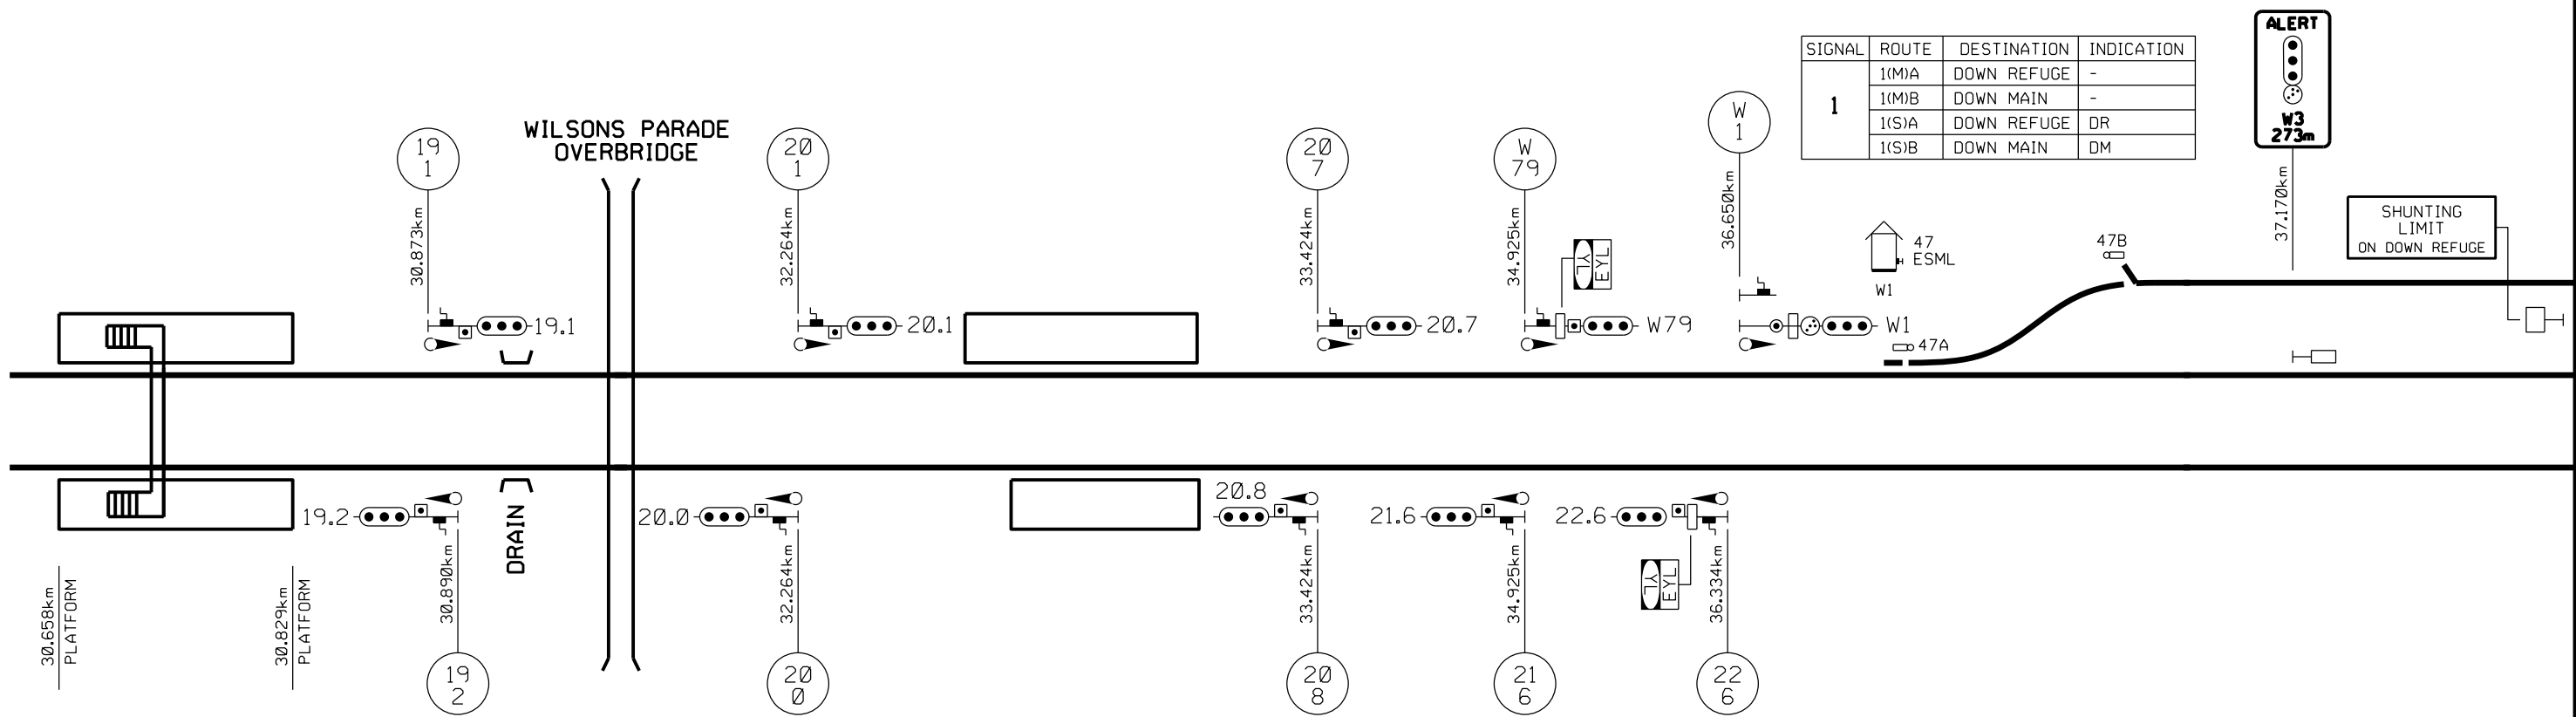 ALERT
W3
273m
SIGNAL ROUTE DESTINATION INDICATION
1
1(M)A DOWN REFUGE -
1(M)B DOWN MAIN -
1(S)A DOWN REFUGE DR
1(S)B DOWN MAIN DM
WILSONS PARADE
OVERBRIDGE
19
1
20
1
20
7
W
79
W
1
30.873km
32.264km
33.424km
34.925km
36.650km
37.170km
YL
EYL
47
ESML
W1
47B
SHUNTING
LIMIT
ON DOWN REFUGE
19.1
20.1
20.7
W79
W1
47A
19.2
20.0
20.8
21.6
22.6
DRAIN
YL
EYL
30.658km
PLATFORM
30.829km
PLATFORM
30.890km
32.264km
33.424km
34.925km
36.334km
19
2
20
0
20
8
21
6
22
6